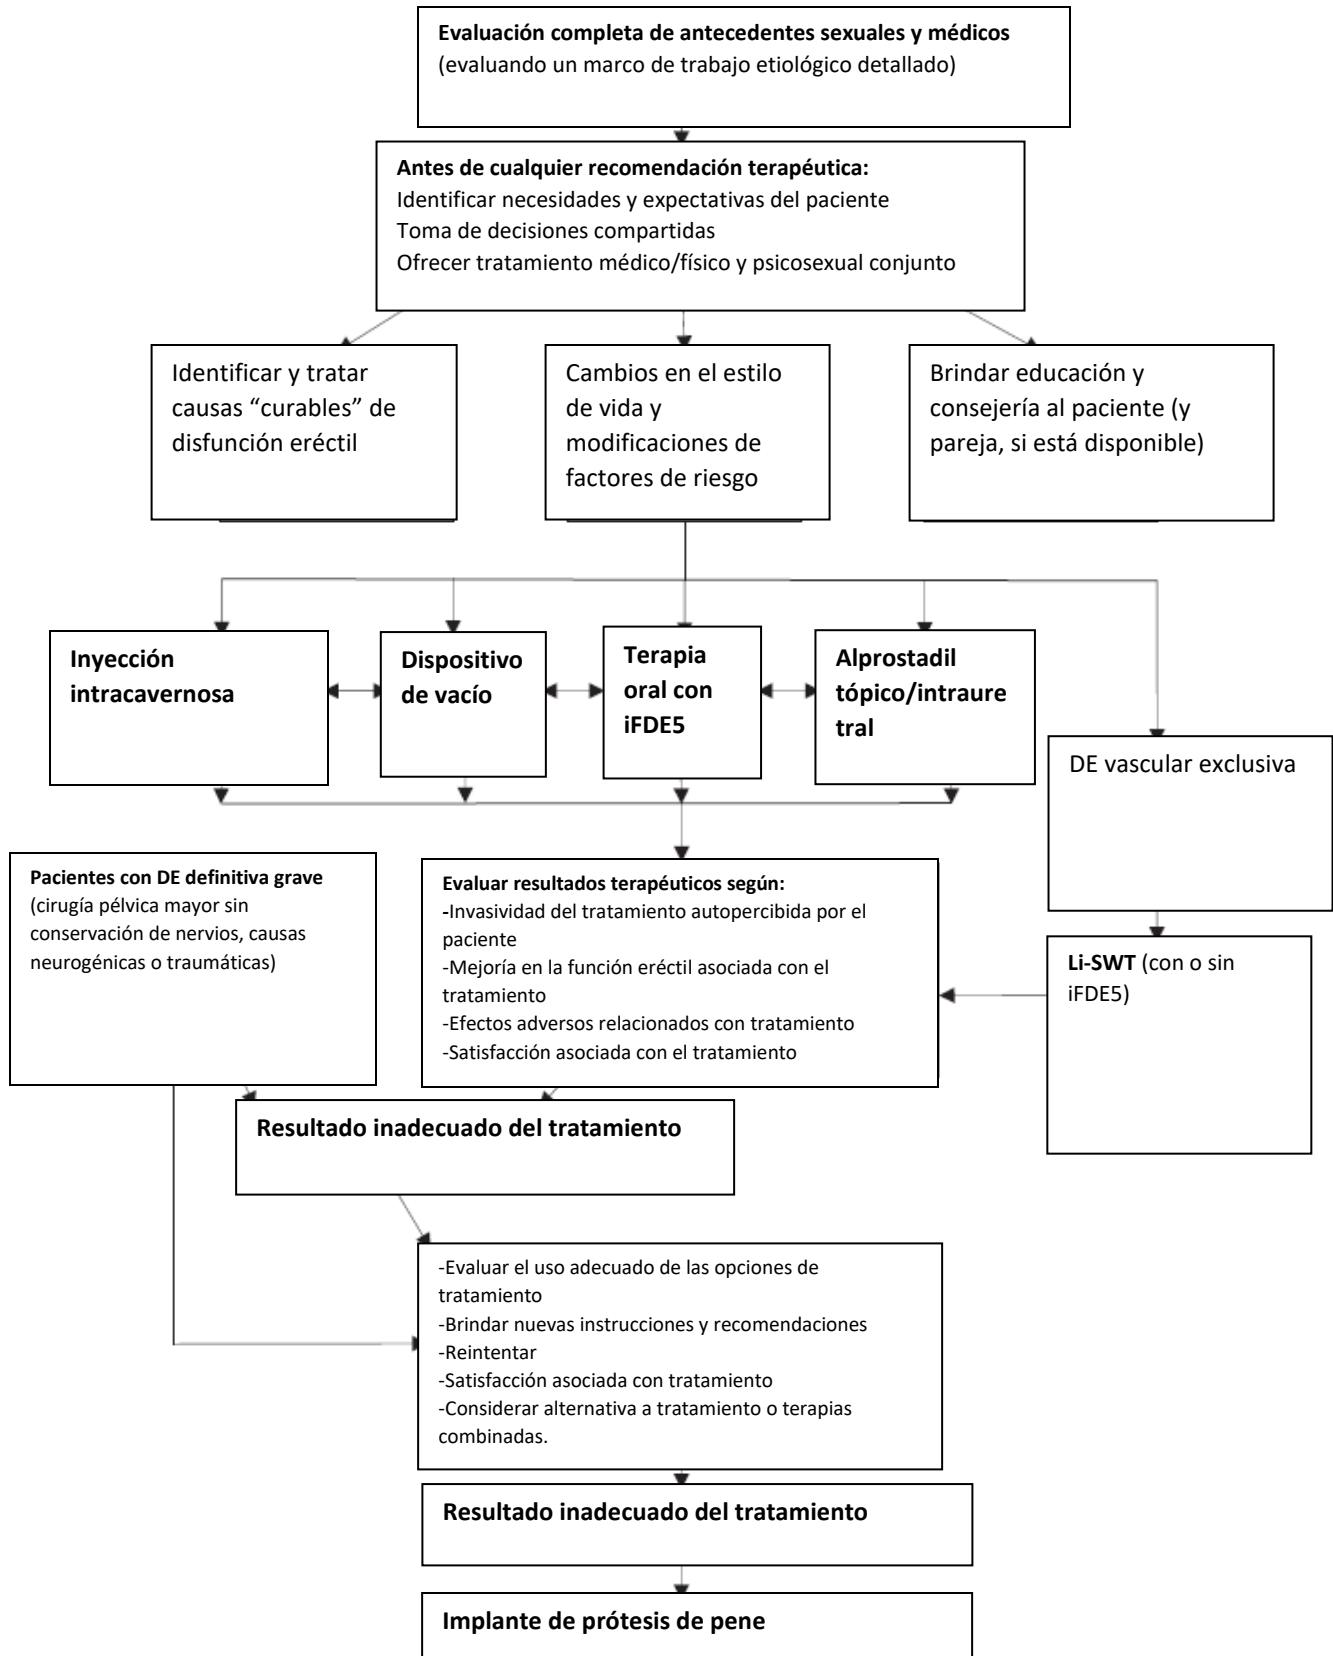 Evaluación completa de antecedentes sexuales y médicos
(evaluando un marco de trabajo etiológico detallado)
Antes de cualquier recomendación terapéutica:
Identificar necesidades y expectativas del paciente
Toma de decisiones compartidas
Ofrecer tratamiento médico/físico y psicosexual conjunto
Identificar y tratar
causas “curables” de
disfunción eréctil
Cambios en el estilo
de vida y
modificaciones de
factores de riesgo
Brindar educación y
consejería al paciente (y
pareja, si está disponible)
Inyección
intracavernosa
Dispositivo
de vacío
Terapia
oral con
iFDE5
Alprostadil
tópico/intraure
tral
DE vascular exclusiva
Pacientes con DE definitiva grave
(cirugía pélvica mayor sin
conservación de nervios, causas
neurogénicas o traumáticas)
Evaluar resultados terapéuticos según:
-Invasividad del tratamiento autopercibida por el
paciente
-Mejoría en la función eréctil asociada con el
tratamiento
-Efectos adversos relacionados con tratamiento
-Satisfacción asociada con el tratamiento
Li-SWT (con o sin
iFDE5)
Resultado inadecuado del tratamiento
-Evaluar el uso adecuado de las opciones de
tratamiento
-Brindar nuevas instrucciones y recomendaciones
-Reintentar
-Satisfacción asociada con tratamiento
-Considerar alternativa a tratamiento o terapias
combinadas.
Resultado inadecuado del tratamiento
Implante de prótesis de pene